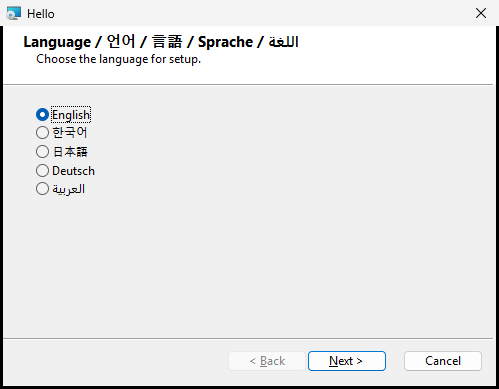 Hello
Language / 언어 / 言語 / Sprache / اللغة
Choose the language for setup.
English
한국어
日本語
Deutsch
العربية
< Back
Next >
Cancel